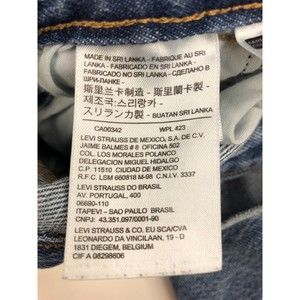 MADE IN SRI LANKA - FABRIQUE AU SRI
LANKA - FABRICADO EN SRI LANKA -
FABRICADO EN SRI LANKA - СДЕЛАНО В
ШРИ-ЛАНКЕ -
斯里兰卡制造 - 斯里蘭卡製 -
제조국:스리랑카 -
スリランカ製 - BUATAN SRI LANKA
CA00342 WPL 423
LEVI STRAUSS DE MEXICO, S.A. DE C.V.
JAIME BALMES # 8 OFICINA 502
COL. LOS MORALES POLANCO
DELEGACION MIGUEL HIDALGO
C.P. 11510 CIUDAD DE MEXICO
R.F.C. LSM 660818 M-98 C.N.I.V. 3337
LEVI STRAUSS DO BRASIL
AV. PORTUGAL, 400
06690-110
ITAPEVI – SAO PAULO BRASIL
CNPJ: 43.351.097/0001-90
LEVI STRAUSS & CO. EU SCA/CVA
LEONARDO DA VINCILAAN, 19 - D
1831 DIEGEM, BELGIUM
CIF A 08298606